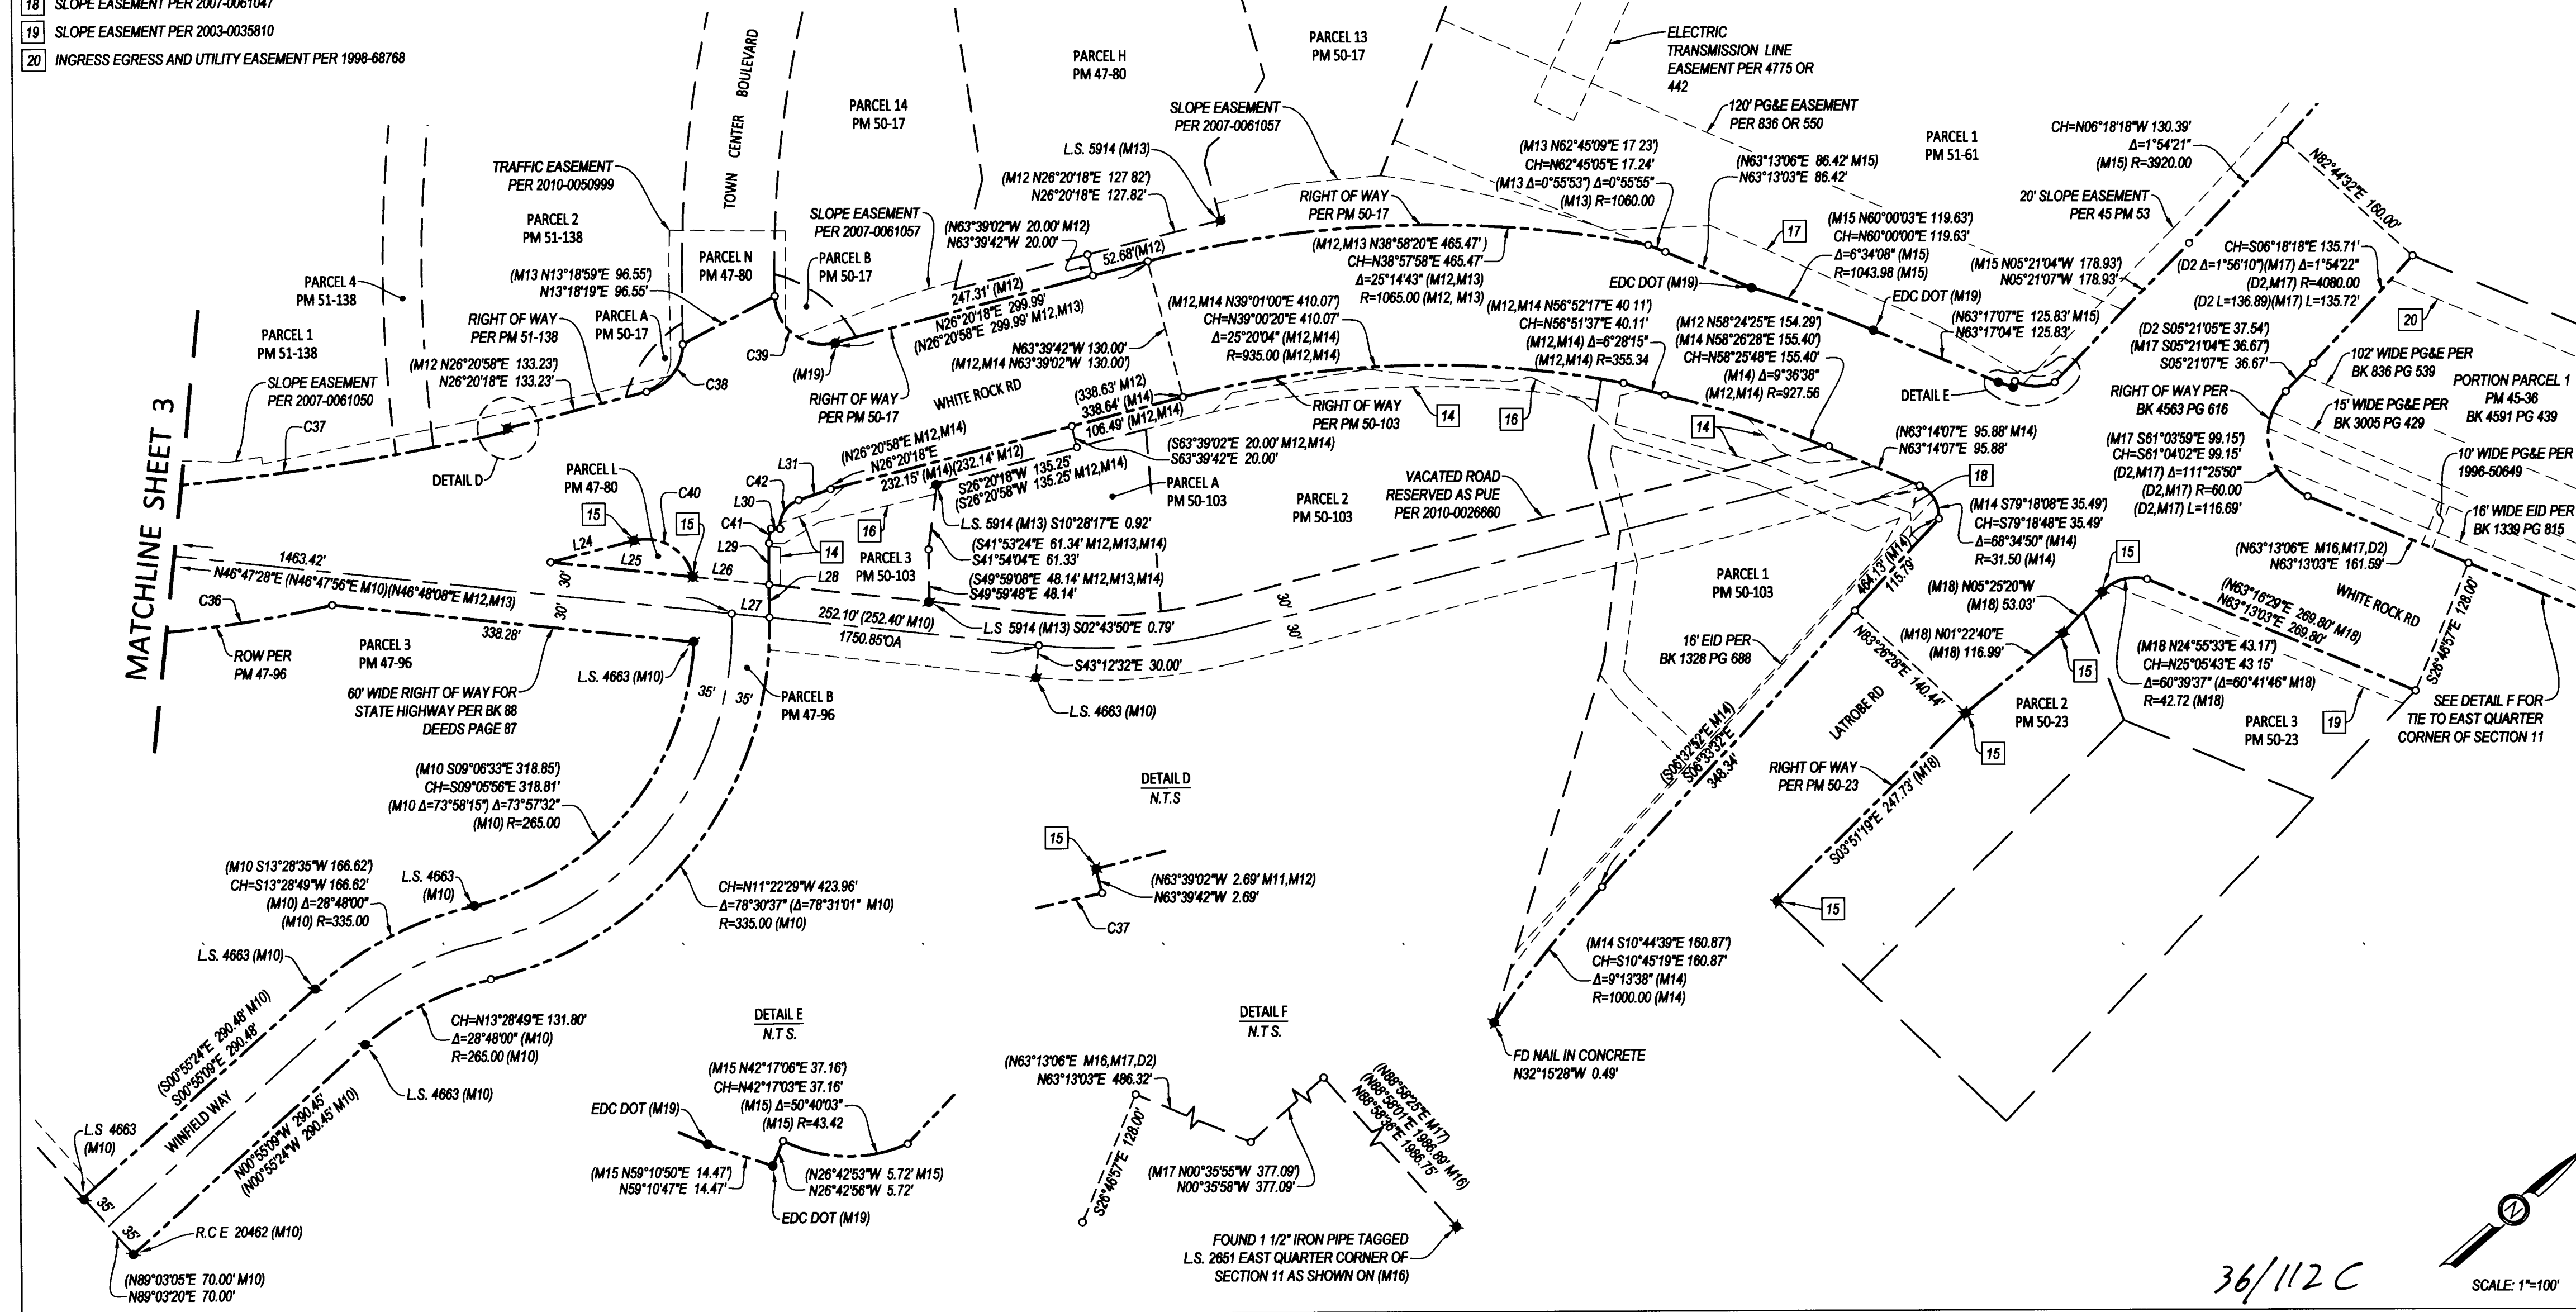 18 SLOPE EASEMENT PER 2007-0061047
19 SLOPE EASEMENT PER 2003-0035810
20 INGRESS EGRESS AND UTILITY EASEMENT PER 1998-68768
MATCHLINE SHEET 3
SLOPE EASEMENT
PER 2007-0061050
C37
PARCEL 1
PM 51-138
PARCEL 4
PM 51-138
PARCEL 2
PM 51-138
TRAFFIC EASEMENT
PER 2010-0050999
(M13 N13°18'59"E 96.55')
N13°18'19"E 96.55'
RIGHT OF WAY
PER PM 51-138
(M12 N26°20'58"E 133.23')
N26°20'18"E 133.23'
DETAIL D
PARCEL A
PM 50-17
C38
PARCEL N
PM 47-80
TOWN CENTER BOULEVARD
PARCEL 14
PM 50-17
SLOPE EASEMENT
PER 2007-0061057
PARCEL B
PM 50-17
C39
(M19)
RIGHT OF WAY
PER PM 50-17
(N63°39'02"W 20.00' M12)
N63°39'42"W 20.00'
(M12 N26°20'18"E 127 82')
N26°20'18"E 127.82'
L.S. 5914 (M13)
PARCEL H
PM 47-80
SLOPE EASEMENT
PER 2007-0061057
PARCEL 13
PM 50-17
52.68'(M12)
247.31' (M12)
N26°20'18"E 299.99'
(N26°20'58"E 299.99' M12,M13)
N63°39'42"W 130.00'
(M12,M14 N63°39'02"W 130.00')
WHITE ROCK RD
RIGHT OF WAY
PER PM 50-17
(M12,M13 N38°58'20"E 465.47')
CH=N38°57'58"E 465.47'
Δ=25°14'43" (M12,M13)
R=1065.00 (M12, M13)
(M12,M14 N39°01'00"E 410.07')
CH=N39°00'20"E 410.07'
Δ=25°20'04" (M12,M14)
R=935.00 (M12,M14)
ELECTRIC
TRANSMISSION LINE
EASEMENT PER 4775 OR
442
120' PG&E EASEMENT
PER 836 OR 550
(M13 N62°45'09"E 17 23')
CH=N62°45'05"E 17.24'
(M13 Δ=0°55'53") Δ=0°55'55"
(M13) R=1060.00
(N63°13'06"E 86.42' M15)
N63°13'03"E 86.42'
PARCEL 1
PM 51-61
17
(M15 N60°00'03"E 119.63')
CH=N60°00'00"E 119.63'
Δ=6°34'08" (M15)
R=1043.98 (M15)
EDC DOT (M19)
EDC DOT (M19)
(N63°17'07"E 125.83' M15)
N63°17'04"E 125.83'
(M15 N05°21'04"W 178.93')
N05°21'07"W 178.93'
20' SLOPE EASEMENT
PER 45 PM 53
CH=N06°18'18"W 130.39'
Δ=1°54'21"
(M15) R=3920.00
N82°44'32"E 160.00'
DETAIL E
CH=S06°18'18"E 135.71'
(D2 Δ=1°56'10")(M17) Δ=1°54'22"
(D2,M17) R=4080.00
(D2 L=136.89)(M17) L=135.72'
(D2 S05°21'05"E 37.54')
(M17 S05°21'04"E 36.67')
S05°21'07"E 36.67'
RIGHT OF WAY PER
BK 4563 PG 616
(M17 S61°03'59"E 99.15')
CH=S61°04'02"E 99.15'
(D2,M17) Δ=111°25'50"
(D2,M17) R=60.00
(D2,M17) L=116.69'
20
102' WIDE PG&E PER
BK 836 PG 539
PORTION PARCEL 1
PM 45-36
BK 4591 PG 439
15' WIDE PG&E PER
BK 3005 PG 429
10' WIDE PG&E PER
1996-50649
16' WIDE EID PER
BK 1339 PG 815
(N63°13'06"E M16,M17,D2)
N63°13'03"E 161.59'
WHITE ROCK RD
(M12,M14 N56°52'17"E 40 11')
CH=N56°51'37"E 40.11'
(M12,M14) Δ=6°28'15"
(M12,M14) R=355.34
(M12 N58°24'25"E 154.29')
(M14 N58°26'28"E 155.40')
CH=N58°25'48"E 155.40'
(M14) Δ=9°36'38"
(M12,M14) R=927.56
(N63°14'07"E 95.88' M14)
N63°14'07"E 95.88'
18
(M14 S79°18'08"E 35.49')
CH=S79°18'48"E 35.49'
Δ=68°34'50" (M14)
R=31.50 (M14)
14
16
14
RIGHT OF WAY
PER PM 50-103
(338.63' M12)
338.64' (M14)
106.49' (M12,M14)
(S63°39'02"E 20.00' M12,M14)
S63°39'42"E 20.00'
(N26°20'58"E M12,M14)
N26°20'18"E
232.15' (M14)(232.14' M12)
S26°20'18"W 135.25'
(S26°20'58"W 135.25' M12,M14)
PARCEL A
PM 50-103
PARCEL 2
PM 50-103
VACATED ROAD
RESERVED AS PUE
PER 2010-0026660
L31
C42
L30
C41
L29
14
16
PARCEL 3
PM 50-103
L28
L27
L26
PARCEL L
PM 47-80
C40
15
15
L24
L25
L.S. 5914 (M13) S10°28'17"E 0.92'
(S41°53'24"E 61.34' M12,M13,M14)
S41°54'04"E 61.33'
(S49°59'08"E 48.14' M12,M13,M14)
S49°59'48"E 48.14'
L.S 5914 (M13) S02°43'50"E 0.79'
1463.42'
N46°47'28"E (N46°47'56"E M10)(N46°48'08"E M12,M13)
C36
30'
30'
338.28'
ROW PER
PM 47-96
PARCEL 3
PM 47-96
60' WIDE RIGHT OF WAY FOR
STATE HIGHWAY PER BK 88
DEEDS PAGE 87
L.S. 4663 (M10)
35'
35'
PARCEL B
PM 47-96
252.10' (252.40' M10)
1750.85'OA
S43°12'32"E 30.00'
L.S. 4663 (M10)
30'
30'
PARCEL 1
PM 50-103
464.13' (M14)
115.79'
16' EID PER
BK 1328 PG 688
N83°26'28"E 140.44'
(S06°32'52"E M14)
S06°33'32"E
348.34'
LATROBE RD
(M18) N05°25'20"W
(M18) 53.03'
15
(M18) N01°22'40"E
(M18) 116.99'
15
PARCEL 2
PM 50-23
15
(N63°16'29"E 269.80' M18)
N63°13'03"E 269.80'
(M18 N24°55'33"E 43.17')
CH=N25°05'43"E 43 15'
Δ=60°39'37" (Δ=60°41'46" M18)
R=42.72 (M18)
S26°46'57"E 128.00'
PARCEL 3
PM 50-23
19
SEE DETAIL F FOR
TIE TO EAST QUARTER
CORNER OF SECTION 11
RIGHT OF WAY
PER PM 50-23
S03°51'19"E 247.73' (M18)
15
(M14 S10°44'39"E 160.87')
CH=S10°45'19"E 160.87'
Δ=9°13'38" (M14)
R=1000.00 (M14)
FD NAIL IN CONCRETE
N32°15'28"W 0.49'
(M10 S09°06'33"E 318.85')
CH=S09°05'56"E 318.81'
(M10 Δ=73°58'15") Δ=73°57'32"
(M10) R=265.00
(M10 S13°28'35"W 166.62')
CH=S13°28'49"W 166.62'
(M10) Δ=28°48'00"
(M10) R=335.00
L.S. 4663
(M10)
L.S. 4663 (M10)
CH=N11°22'29"W 423.96'
Δ=78°30'37" (Δ=78°31'01" M10)
R=335.00 (M10)
CH=N13°28'49"E 131.80'
Δ=28°48'00" (M10)
R=265.00 (M10)
L.S. 4663 (M10)
(S00°55'24"E 290.48' M10)
S00°55'09"E 290.48'
WINFIELD WAY
N00°55'09"W 290.45'
(N00°55'24"W 290.45' M10)
L.S 4663
(M10)
35'
35'
R.C E 20462 (M10)
(N89°03'05"E 70.00' M10)
N89°03'20"E 70.00'
DETAIL D
N.T.S
15
(N63°39'02"W 2.69' M11,M12)
N63°39'42"W 2.69'
C37
DETAIL E
N.T.S.
(M15 N42°17'06"E 37.16')
CH=N42°17'03"E 37.16'
(M15) Δ=50°40'03"
(M15) R=43.42
EDC DOT (M19)
(M15 N59°10'50"E 14.47')
N59°10'47"E 14.47'
(N26°42'53"W 5.72' M15)
N26°42'56"W 5.72'
EDC DOT (M19)
DETAIL F
N.T.S.
(N63°13'06"E M16,M17,D2)
N63°13'03"E 486.32'
S26°46'57"E 128.00'
(M17 N00°35'55"W 377.09')
N00°35'58"W 377.09'
(N88°58'25"E M17)
(N88°58'01"E 1986.89' M16)
N88°58'36"E 1986.75'
FOUND 1 1/2" IRON PIPE TAGGED
L.S. 2651 EAST QUARTER CORNER OF
SECTION 11 AS SHOWN ON (M16)
36/112 C
N
SCALE: 1"=100'